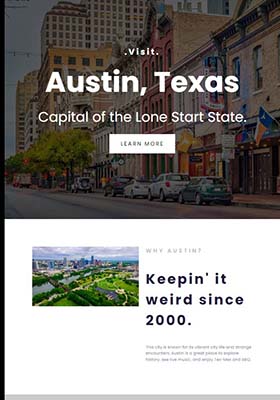 .Visit.
Austin, Texas
Capital of the Lone Start State.
LEARN MORE
WHY AUSTIN?
Keepin' it
weird since
2000.
This city is known for its vibrant city life and strange
encounters. Austin is a great place to explore
history, see live music, and enjoy Tex-Mex and BBQ.